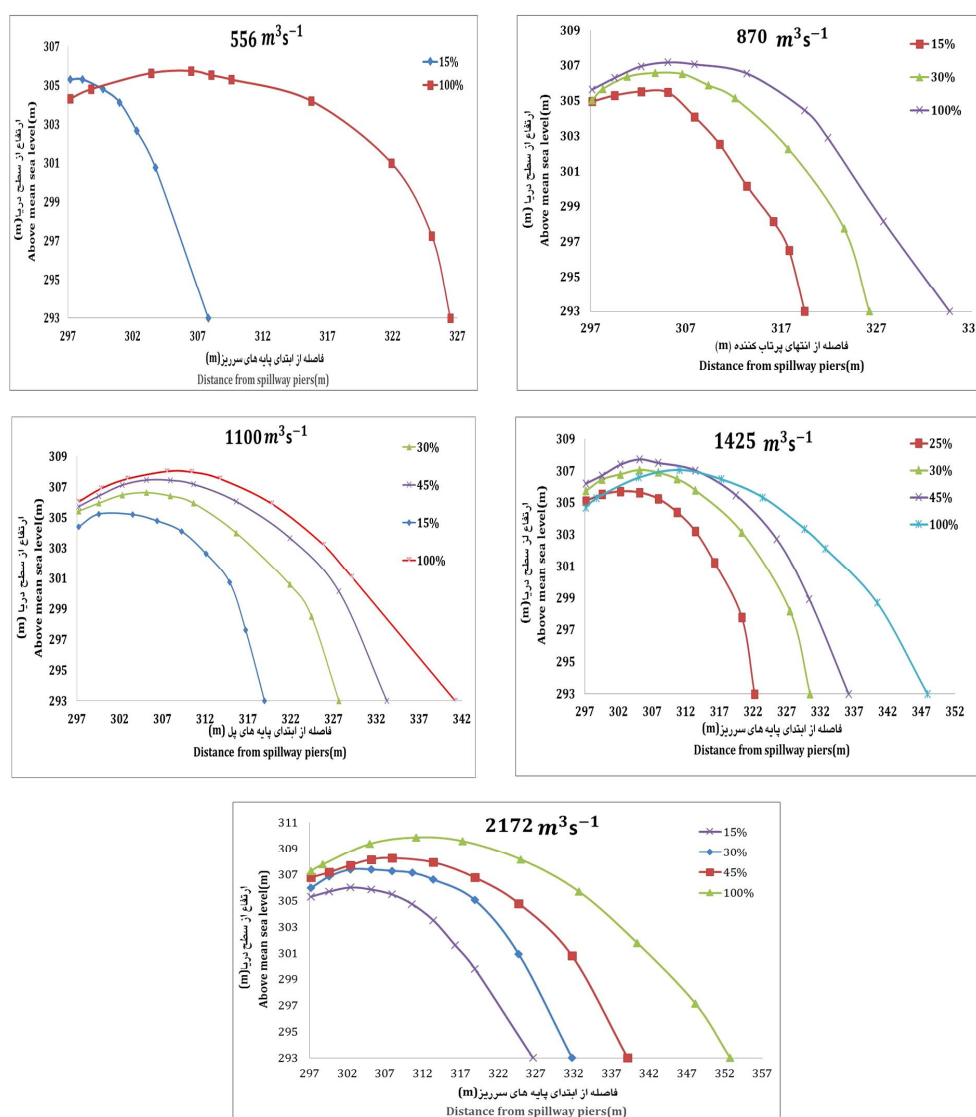 556 m³s⁻¹
307
305
303
301
299
297
295
293
ارتفاع از سطح دریا(m)
Above mean sea level(m)
15%
100%
297 302 307 312 317 322 327
فاصله از ابتدای پایه های سرریز(m)
Distance from spillway piers(m)
870 m³s⁻¹
309
307
305
303
301
299
297
295
293
ارتفاع از سطح دریا (m)
Above mean sea level(m)
15%
30%
100%
297 307 317 327 33
فاصله از انتهای پرتاب کننده (m)
Distance from spillway piers(m)
1100 m³s⁻¹
309
307
305
303
301
299
297
295
293
ارتفاع از سطح دریا (m)
Above mean sea level(m)
30%
45%
15%
100%
297 302 307 312 317 322 327 332 337 342
فاصله از ابتدای پایه های پل (m)
Distance from spillway piers(m)
1425 m³s⁻¹
309
307
305
303
301
299
297
295
293
ارتفاع از سطح دریا(m)
Above mean sea level(m)
25%
30%
45%
100%
297 302 307 312 317 322 327 332 337 342 347 352
فاصله از ابتدای پایه های سرریز(m)
Distance from spillway piers(m)
2172 m³s⁻¹
311
309
307
305
303
301
299
297
295
293
ارتفاع از سطح دریا(m)
Above mean sea level(m)
15%
30%
45%
100%
297 302 307 312 317 322 327 332 337 342 347 352 357
فاصله از ابتدای پایه های سرریز(m)
Distance from spillway piers(m)